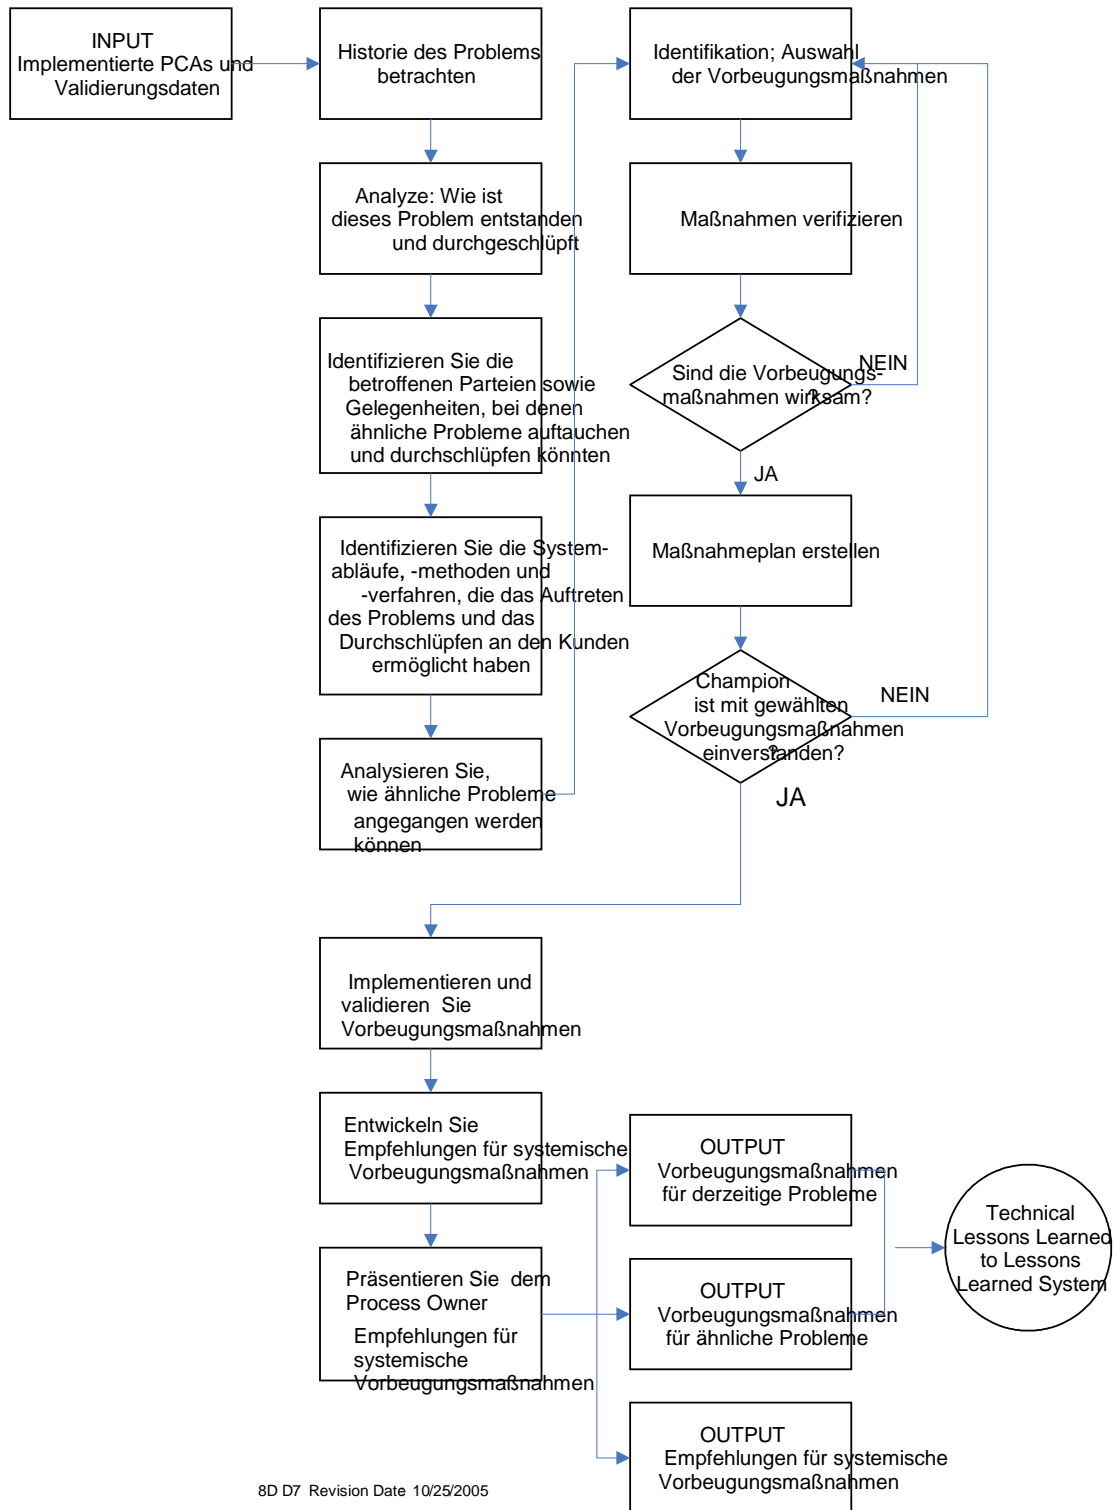 INPUT
Implementierte PCAs und
Validierungsdaten
Historie des Problems
betrachten
Analyze: Wie ist
dieses Problem entstanden
und durchgeschlüpft
Identifizieren Sie die
betroffenen Parteien sowie
Gelegenheiten, bei denen
ähnliche Probleme auftauchen
und durchschlüpfen könnten
Identifizieren Sie die System-
abläufe, -methoden und
-verfahren, die das Auftreten
des Problems und das
Durchschlüpfen an den Kunden
ermöglicht haben
Analysieren Sie,
wie ähnliche Probleme
angegangen werden
können
Identifikation; Auswahl
der Vorbeugungsmaßnahmen
Maßnahmen verifizieren
Sind die Vorbeugungs-
maßnahmen wirksam?
?
NEIN
JA
Maßnahmeplan erstellen
Champion
ist mit gewählten
Vorbeugungsmaßnahmen
einverstanden?
?
NEIN
JA
Implementieren und
validieren Sie
Vorbeugungsmaßnahmen
Entwickeln Sie
Empfehlungen für systemische
Vorbeugungsmaßnahmen
Präsentieren Sie dem
Process Owner
Empfehlungen für
systemische
Vorbeugungsmaßnahmen
OUTPUT
Vorbeugungsmaßnahmen
für derzeitige Probleme
OUTPUT
Vorbeugungsmaßnahmen
für ähnliche Probleme
OUTPUT
Empfehlungen für systemische
Vorbeugungsmaßnahmen
Technical
Lessons Learned
to Lessons
Learned System
8D D7 Revision Date 10/25/2005